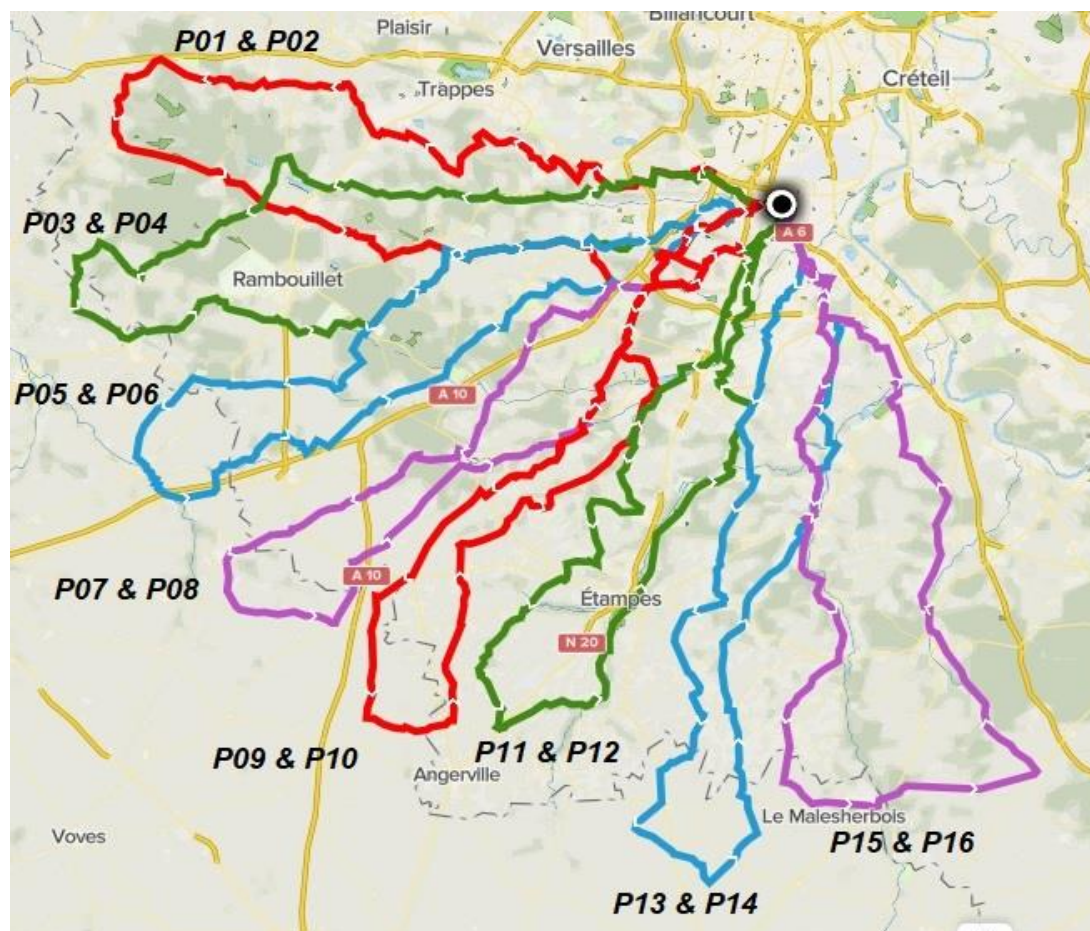 Billancourt
P01 & P02
Plaisir
Versailles
Créteil
Trappes
P03 & P04
A 6
Rambouillet
P05 & P06
A 10
P07 & P08
A 10
Étampes
N 20
P09 & P10
P11 & P12
Angerville
Le Malesherbois
Voves
P15 & P16
P13 & P14